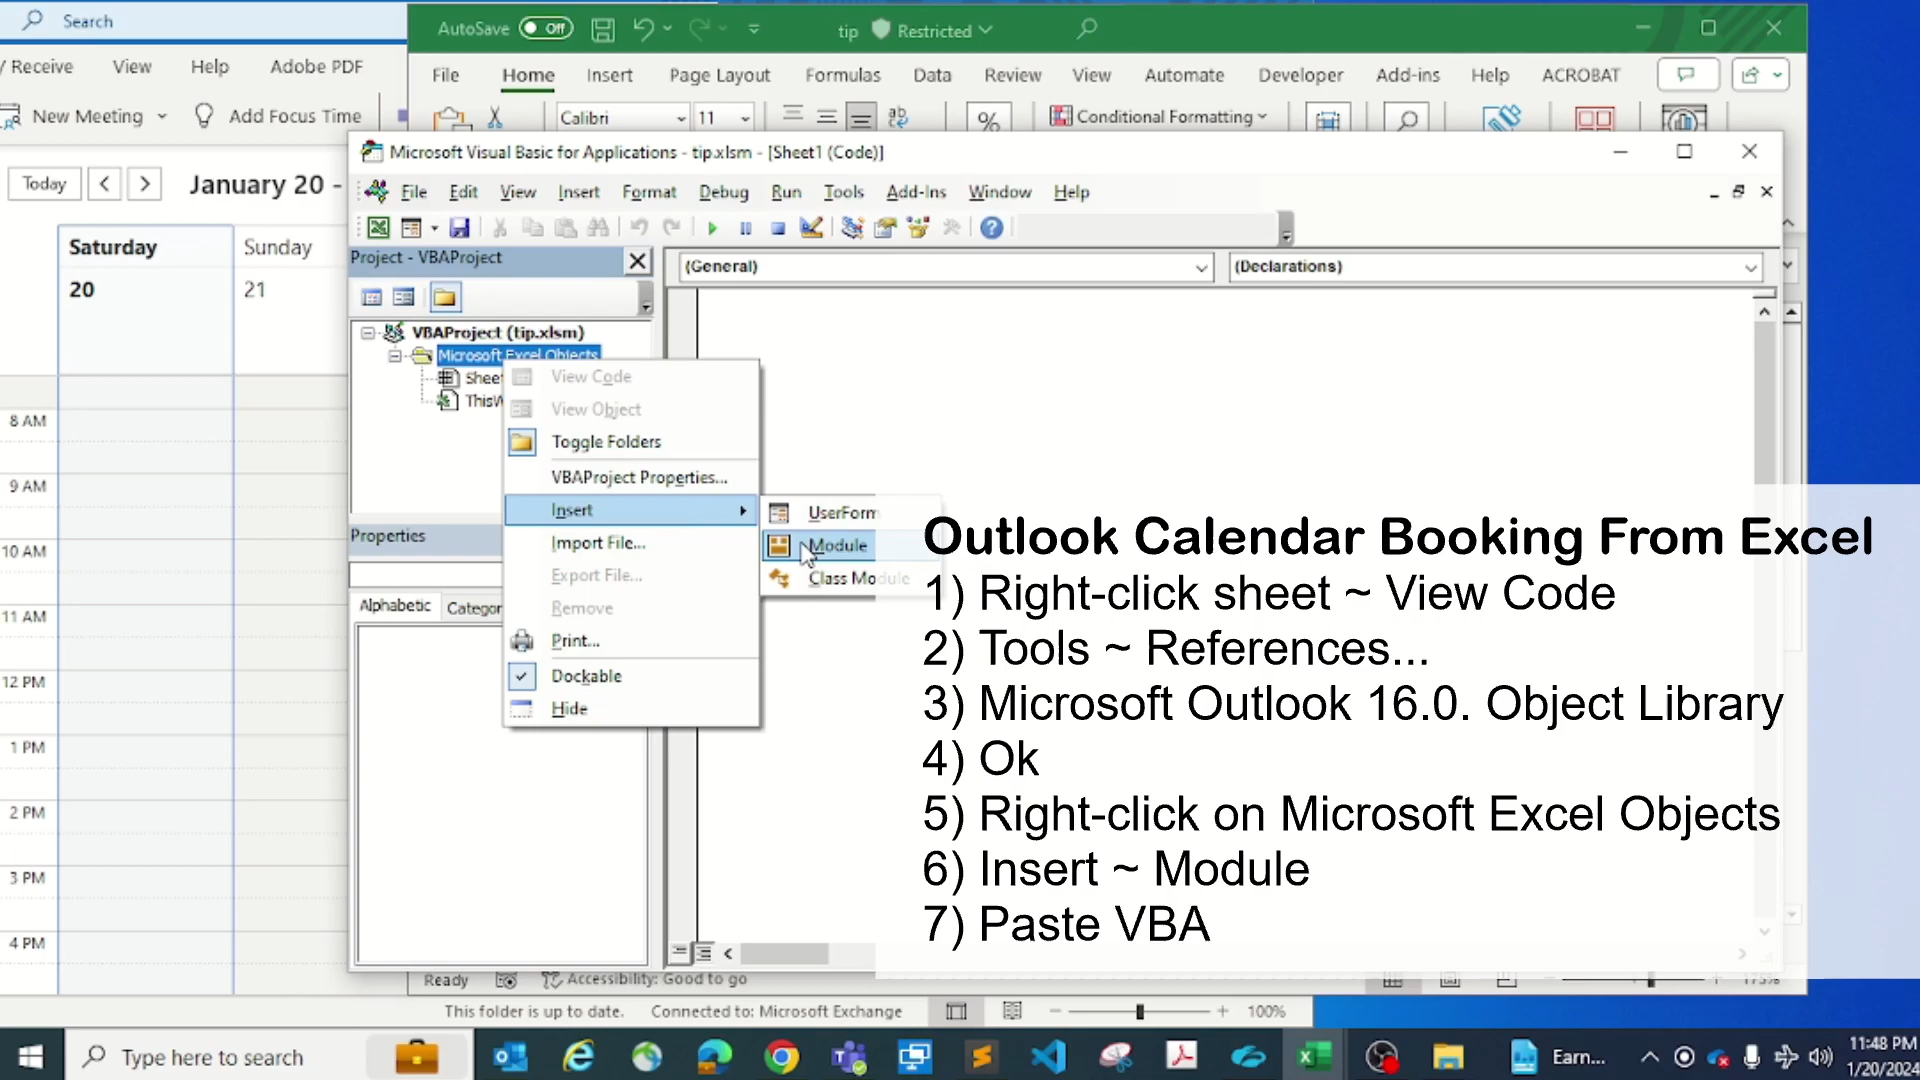 Search
AutoSave Off tip Restricted
/ Receive View Help Adobe PDF
File Home Insert Page Layout Formulas Data Review View Automate Developer Add-ins Help ACROBAT
New Meeting Add Focus Time
Calibri 11 ab % Conditional Formatting
Microsoft Visual Basic for Applications - tip.xlsm - [Sheet1 (Code)]
Today January 20 -
File Edit View Insert Format Debug Run Tools Add-Ins Window Help
Saturday Sunday
20 21
Project - VBAProject
(General) (Declarations)
VBAProject (tip.xlsm)
Microsoft Excel Objects
Shee
ThisW
View Code
View Object
Toggle Folders
VBAProject Properties...
Insert
Import File...
Export File...
Remove
Print...
Dockable
Hide
UserForm
Module
Class Module
Properties
Alphabetic Categor
8 AM
9 AM
10 AM
11 AM
12 PM
1 PM
2 PM
3 PM
4 PM
Outlook Calendar Booking From Excel
1) Right-click sheet ~ View Code
2) Tools ~ References...
3) Microsoft Outlook 16.0. Object Library
4) Ok
5) Right-click on Microsoft Excel Objects
6) Insert ~ Module
7) Paste VBA
Ready Accessibility: Good to go 175%
This folder is up to date. Connected to: Microsoft Exchange 100%
Type here to search Earn... 11:48 PM
1/20/2024